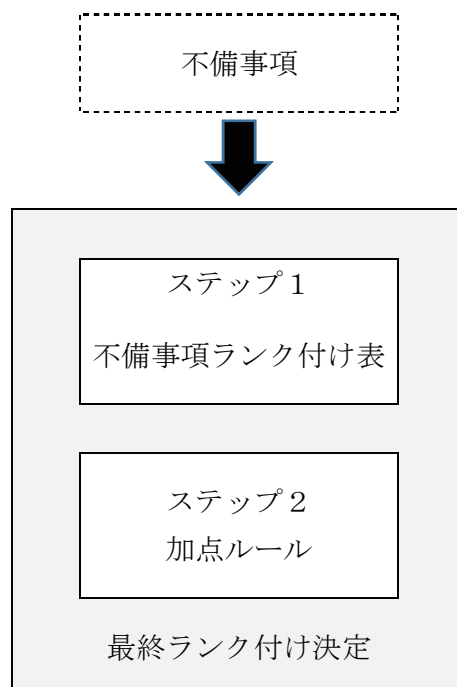 不備事項
ステップ１
不備事項ランク付け表
ステップ２
加点ルール
最終ランク付け決定